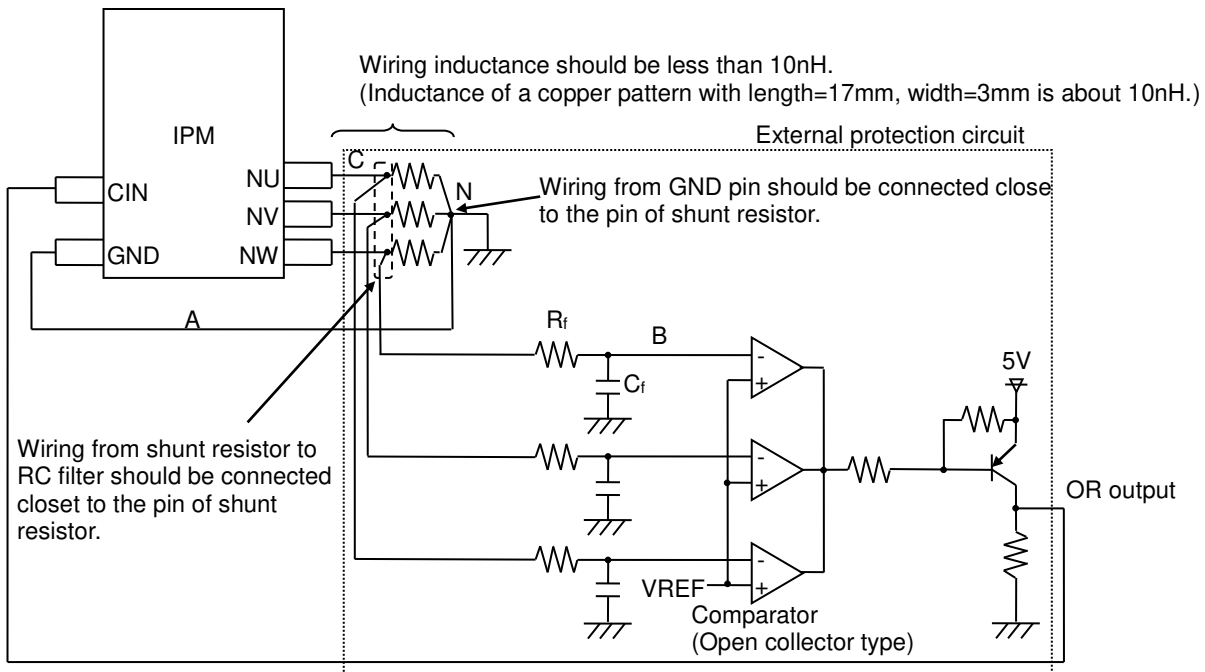 Wiring inductance should be less than 10nH.
(Inductance of a copper pattern with length=17mm, width=3mm is about 10nH.)
External protection circuit
IPM
C
NU
CIN
N
Wiring from GND pin should be connected close
to the pin of shunt resistor.
NV
GND
NW
A
Rf
B
-
+
Cf
5V
Wiring from shunt resistor to
RC filter should be connected
closet to the pin of shunt
resistor.
-
+
OR output
-
+
VREF
Comparator
(Open collector type)